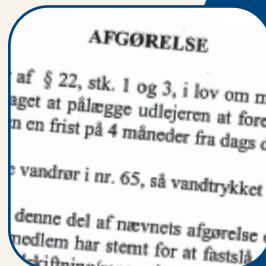 AFGØRELSE
af § 22, stk. 1 og 3, i lov om m
aget at pålægge udlejeren at fore
n en frist på 4 måneder fra dags d
vandrør i nr. 65, så vandtrykket
denne del af nævnets afgørelse
medlem har stemt for at fastslå